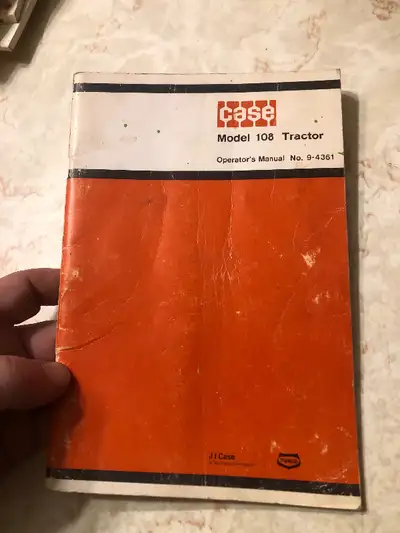 case
Model 108 Tractor
Operator's Manual No. 9-4361
J I Case